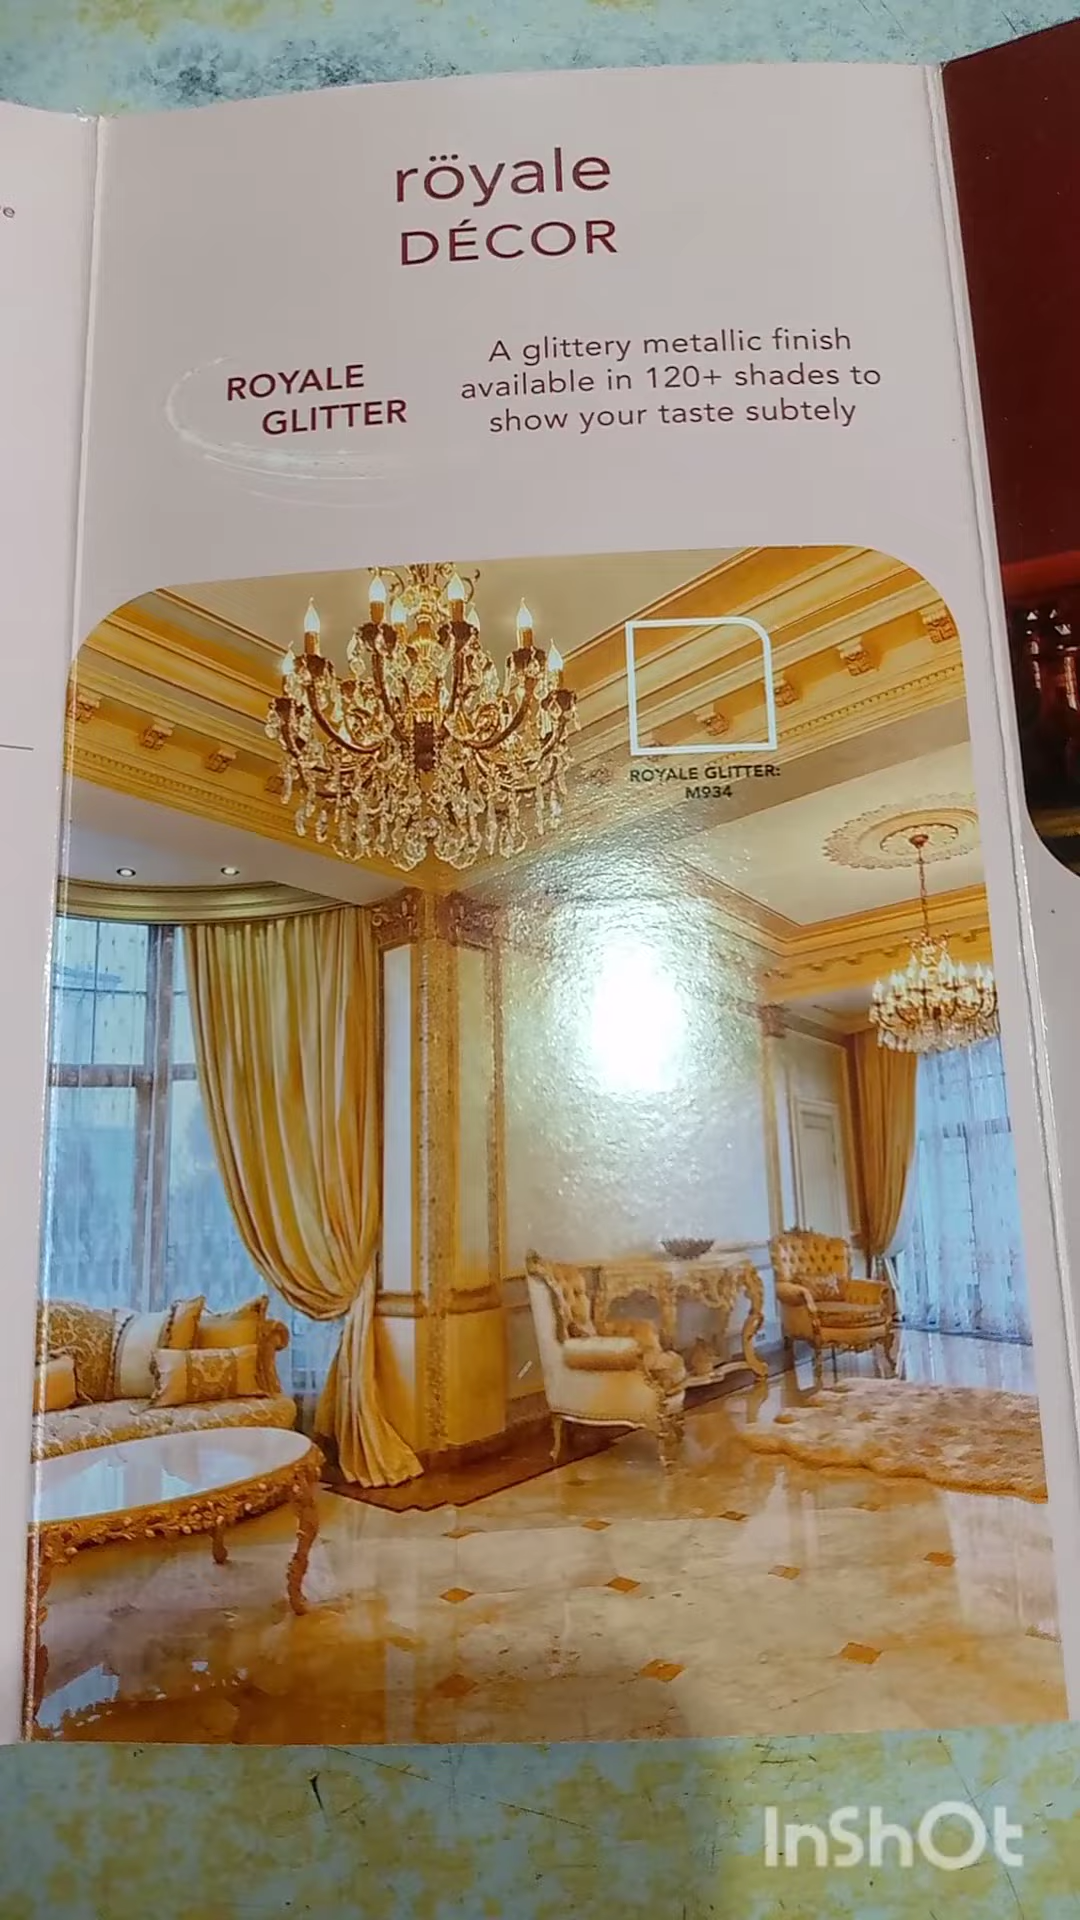 röyale
DÉCOR
ROYALE
GLITTER
A glittery metallic finish
available in 120+ shades to
show your taste subtely
ROYALE GLITTER:
M934
InShOt